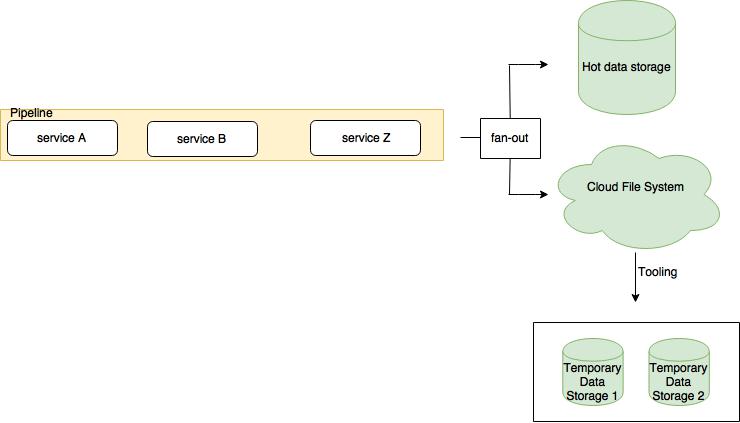 Hot data storage
Pipeline
service A
service B
service Z
fan-out
Cloud File System
Tooling
Temporary
Data
Storage 1
Temporary
Data
Storage 2